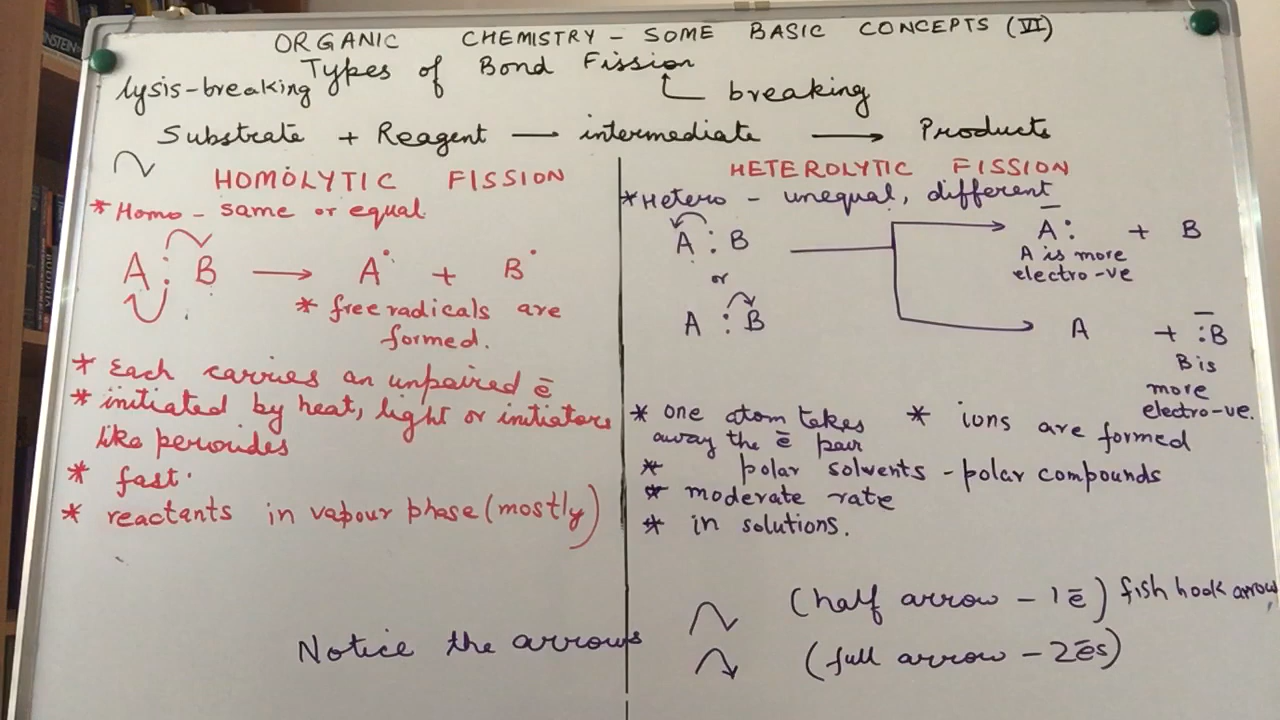 ORGANIC CHEMISTRY - SOME BASIC CONCEPTS (VI)
Types of Bond Fission
lysis-breaking
breaking
Substrate + Reagent → intermediate → Products
HOMOLYTIC FISSION
* Homo - same or equal
A : B → A˙ + B˙
* free radicals are
formed.
* Each carries an unpaired ē
* initiated by heat, light or initiators
like peroxides
* fast.
* reactants in vapour phase (mostly)
HETEROLYTIC FISSION
* Hetero - unequal, different
A : B
or
A : B
Ā: + B
A is more
electro -ve
A + :B̄
B is
more
electro-ve.
* one atom takes
away the ē pair
* ions are formed
* polar solvents - polar compounds
* moderate rate
* in solutions.
Notice the arrows
(half arrow - 1 ē) fish hook arrow
(full arrow - 2ēs)